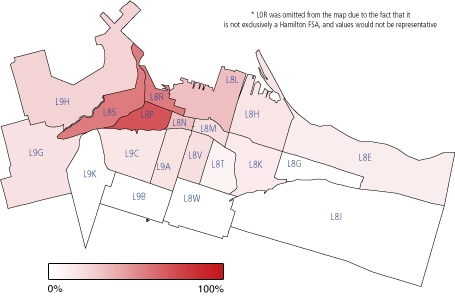 * L0R was omitted from the map due to the fact that it
is not exclusively a Hamilton FSA, and values would not be representative
L8L
L9H
L8R
L8S
L8P
L8H
L8N
L8M
L9G
L9C
L8V
L8E
L9A
L8T
L8K
L8G
L9K
L9B
L8W
L8J
0%
100%